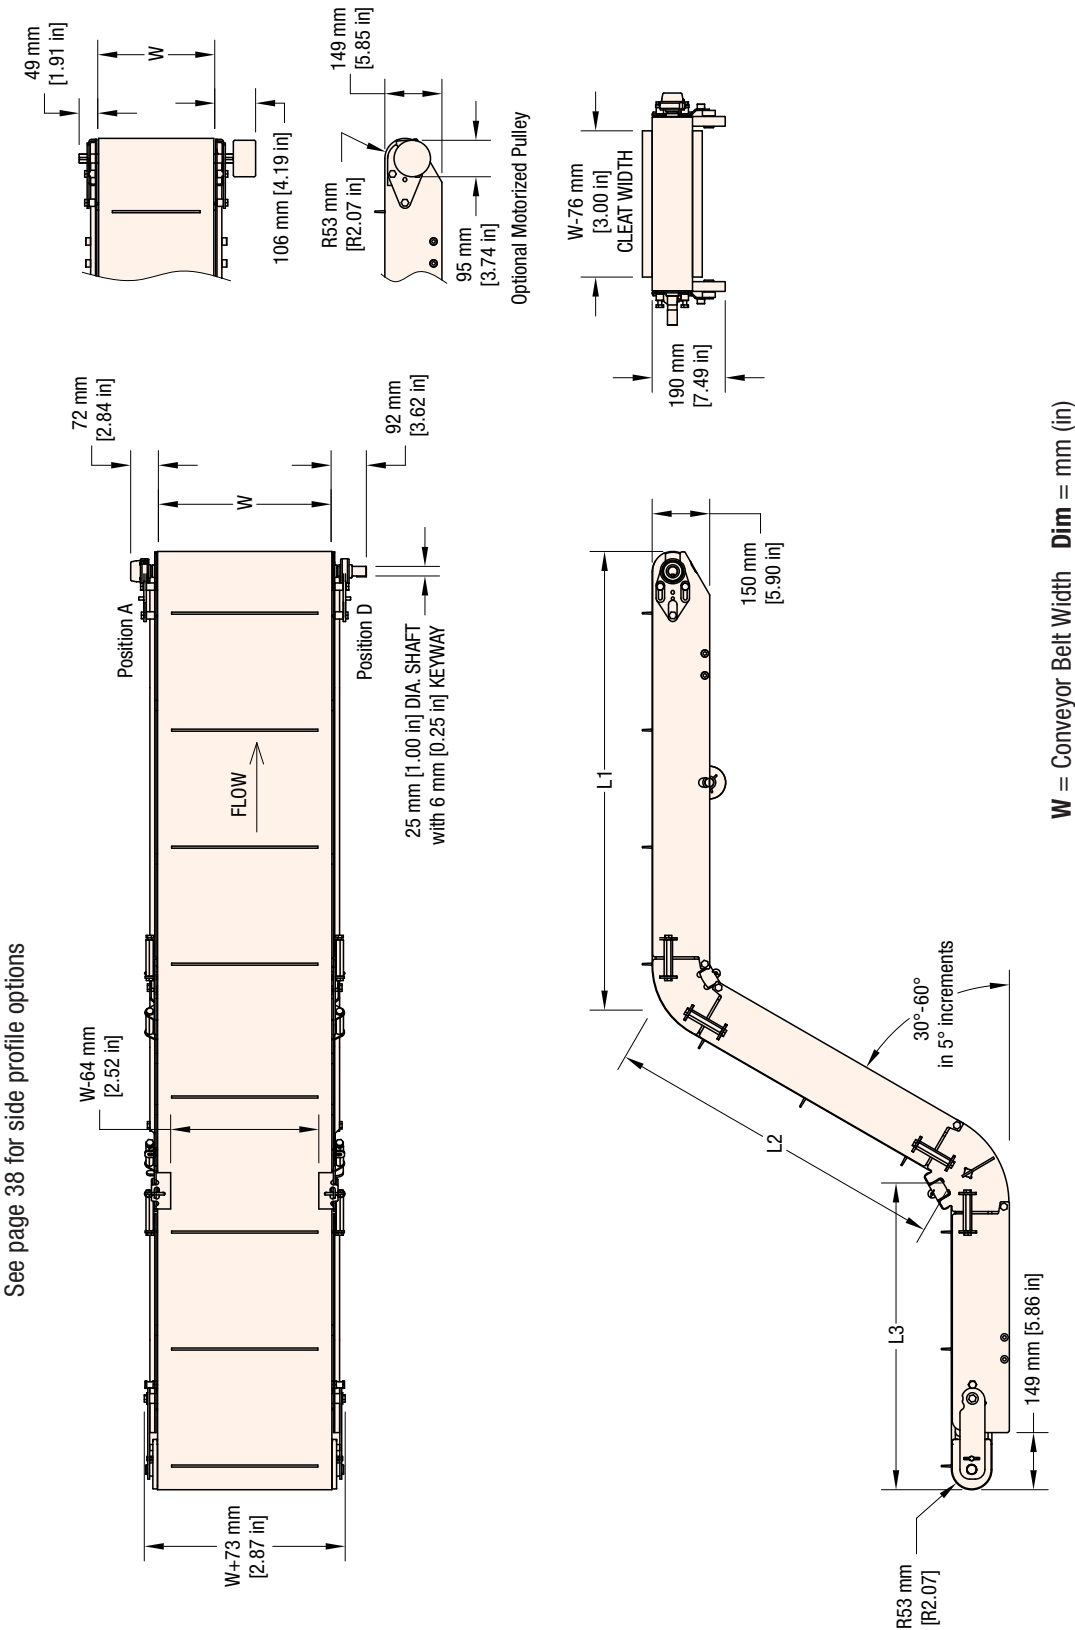 See page 38 for side profile options
W+73 mm
[2.87 in]
W-64 mm
[2.52 in]
FLOW
Position A
Position D
72 mm
[2.84 in]
W
92 mm
[3.62 in]
25 mm [1.00 in] DIA. SHAFT
with 6 mm [0.25 in] KEYWAY
49 mm
[1.91 in]
W
106 mm [4.19 in]
149 mm
[5.85 in]
R53 mm
[R2.07 in]
95 mm
[3.74 in]
Optional Motorized Pulley
W-76 mm
[3.00 in]
CLEAT WIDTH
190 mm
[7.49 in]
L1
L2
L3
150 mm
[5.90 in]
30°-60°
in 5° increments
149 mm [5.86 in]
R53 mm
[R2.07]
W = Conveyor Belt Width Dim = mm (in)